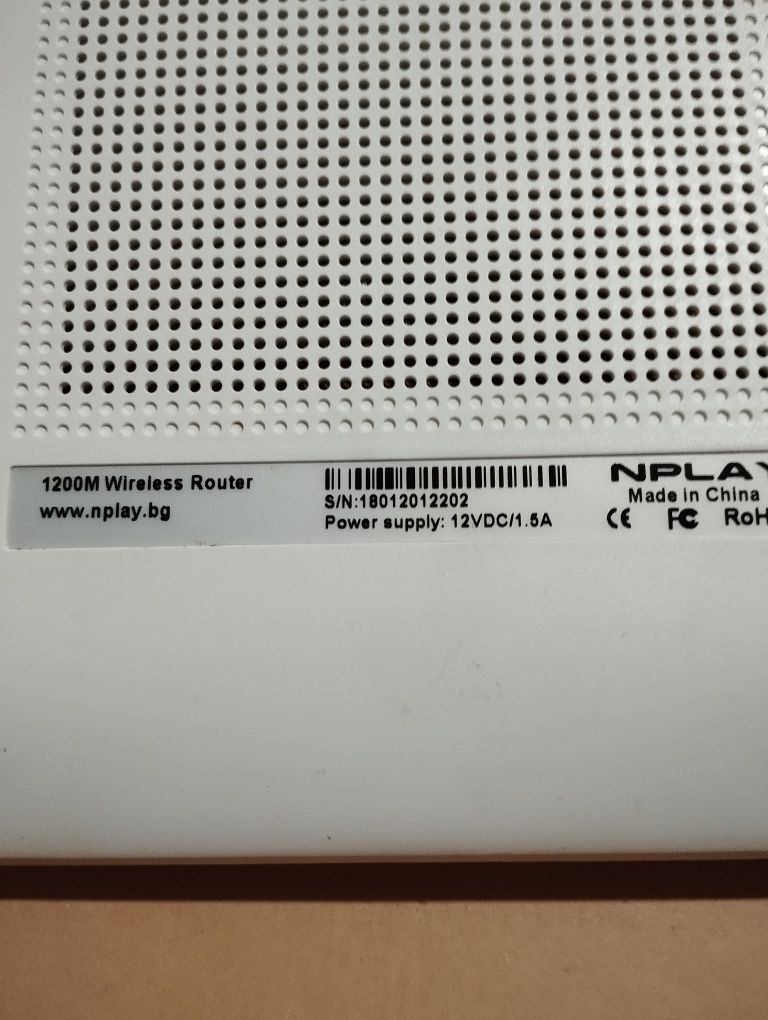 1200M Wireless Router
www.nplay.bg
S/N:18012012202
Power supply: 12VDC/1.5A
NPLAY
Made in China
CE FC RoH